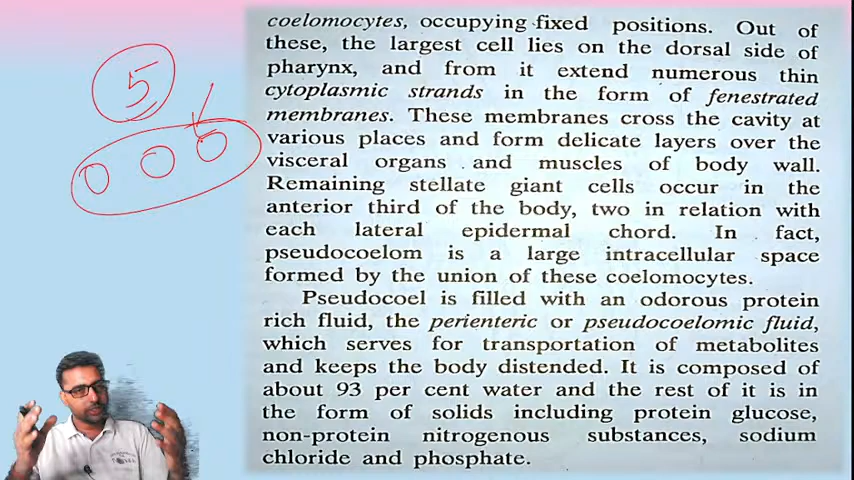 5
coelomocytes, occupying fixed positions. Out of
these, the largest cell lies on the dorsal side of
pharynx, and from it extend numerous thin
cytoplasmic strands in the form of fenestrated
membranes. These membranes cross the cavity at
various places and form delicate layers over the
visceral organs and muscles of body wall.
Remaining stellate giant cells occur in the
anterior third of the body, two in relation with
each lateral epidermal chord. In fact,
pseudocoelom is a large intracellular space
formed by the union of these coelomocytes.
Pseudocoel is filled with an odorous protein
rich fluid, the perienteric or pseudocoelomic fluid,
which serves for transportation of metabolites
and keeps the body distended. It is composed of
about 93 per cent water and the rest of it is in
the form of solids including protein glucose,
non-protein nitrogenous substances, sodium
chloride and phosphate.